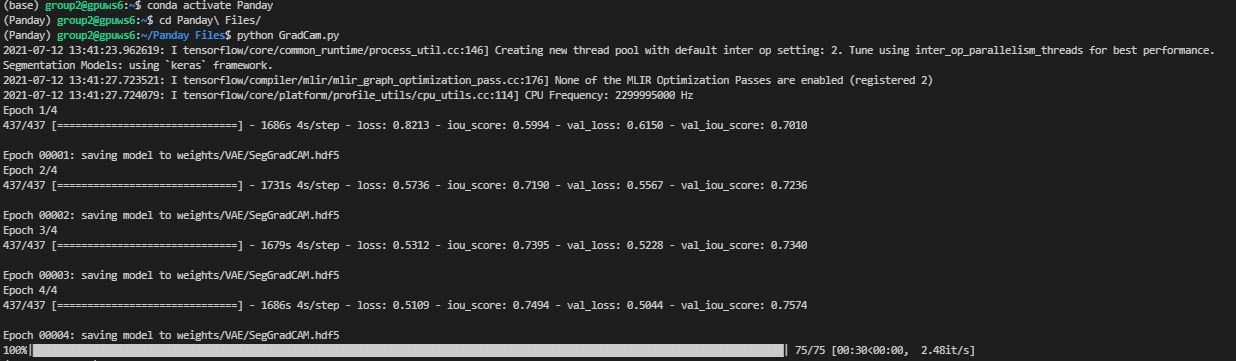 (base) group2@gpuws6:~$ conda activate Panday
(Panday) group2@gpuws6:~$ cd Panday\ Files/
(Panday) group2@gpuws6:~/Panday Files$ python GradCam.py
2021-07-12 13:41:23.962619: I tensorflow/core/common_runtime/process_util.cc:146] Creating new thread pool with default inter op setting: 2. Tune using inter_op_parallelism_threads for best performance.
Segmentation Models: using `keras` framework.
2021-07-12 13:41:27.723521: I tensorflow/compiler/mlir/mlir_graph_optimization_pass.cc:176] None of the MLIR Optimization Passes are enabled (registered 2)
2021-07-12 13:41:27.724079: I tensorflow/core/platform/profile_utils/cpu_utils.cc:114] CPU Frequency: 2299995000 Hz
Epoch 1/4
437/437 [==============================] - 1686s 4s/step - loss: 0.8213 - iou_score: 0.5994 - val_loss: 0.6150 - val_iou_score: 0.7010
Epoch 00001: saving model to weights/VAE/SegGradCAM.hdf5
Epoch 2/4
437/437 [==============================] - 1731s 4s/step - loss: 0.5736 - iou_score: 0.7190 - val_loss: 0.5567 - val_iou_score: 0.7236
Epoch 00002: saving model to weights/VAE/SegGradCAM.hdf5
Epoch 3/4
437/437 [==============================] - 1679s 4s/step - loss: 0.5312 - iou_score: 0.7395 - val_loss: 0.5228 - val_iou_score: 0.7340
Epoch 00003: saving model to weights/VAE/SegGradCAM.hdf5
Epoch 4/4
437/437 [==============================] - 1686s 4s/step - loss: 0.5109 - iou_score: 0.7494 - val_loss: 0.5044 - val_iou_score: 0.7574
Epoch 00004: saving model to weights/VAE/SegGradCAM.hdf5
100%|██████████| 75/75 [00:30<00:00, 2.48it/s]